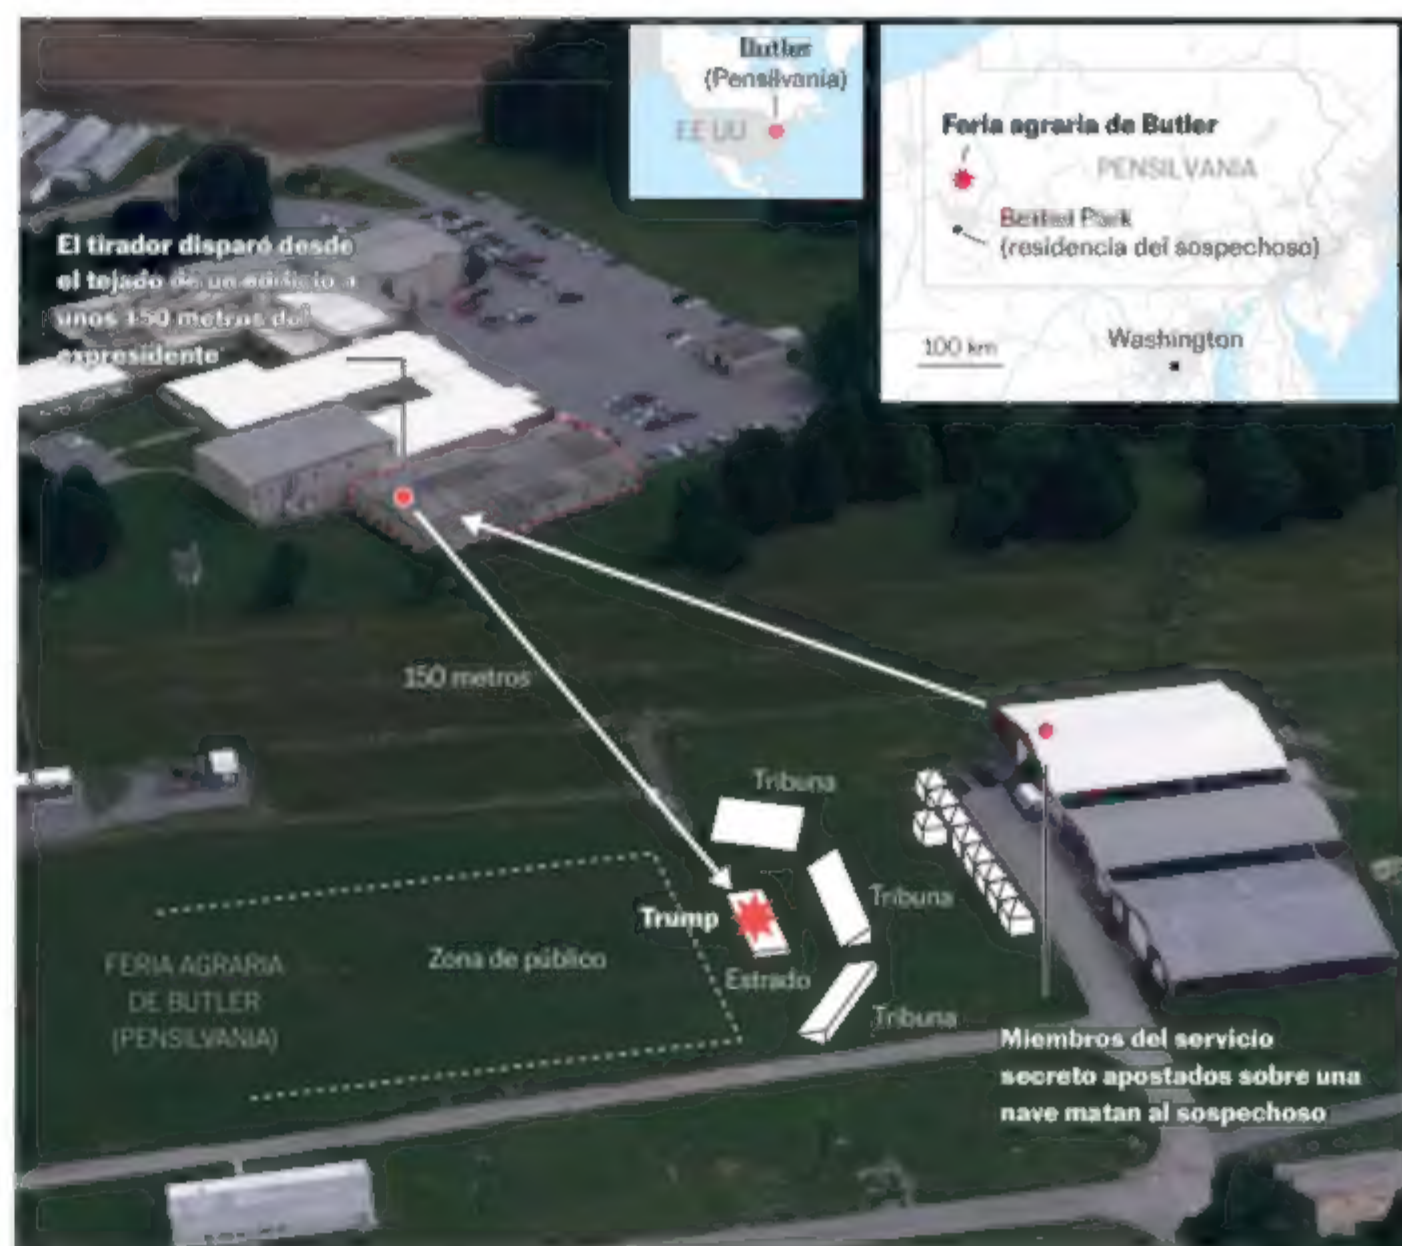 Butler
(Pensilvania)
EE UU
Feria agraria de Butler
PENSILVANIA
Bethel Park
(residencia del sospechoso)
100 km
Washington
El tirador disparó desde
el tejado de un edificio a
unos 150 metros del
expresidente
150 metros
Tribuna
Tribuna
Trump
Estrado
Tribuna
Zona de público
FERIA AGRARIA
DE BUTLER
(PENSILVANIA)
Miembros del servicio
secreto apostados sobre una
nave matan al sospechoso